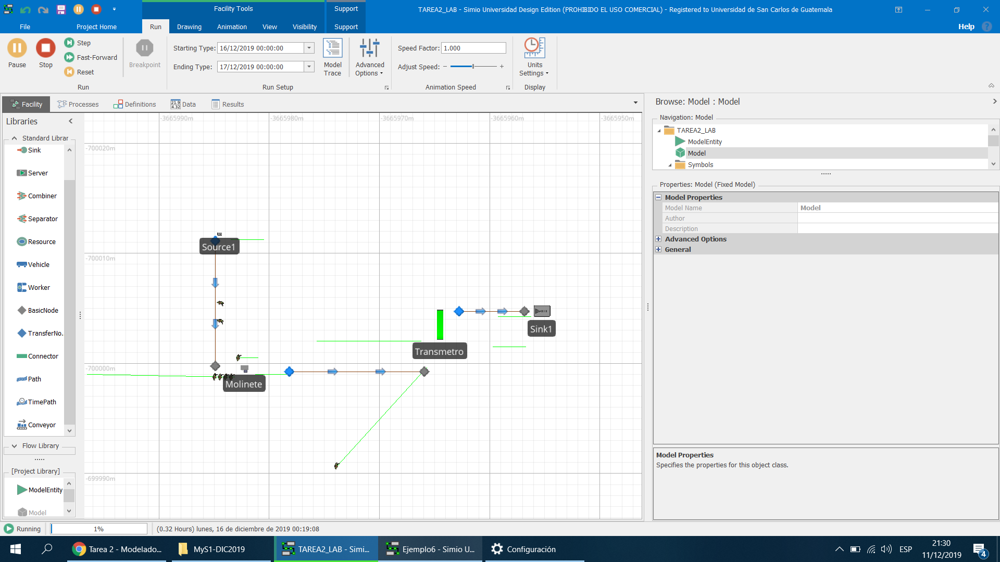 Facility Tools
Support
TAREA2_LAB - Simio Universidad Design Edition (PROHIBIDO EL USO COMERCIAL) - Registered to Universidad de San Carlos de Guatemala
File
Project Home
Run
Drawing
Animation
View
Visibility
Support
Help
Pause
Stop
Step
Fast-Forward
Reset
Run
Breakpoint
Starting Type:
16/12/2019 00:00:00
Ending Type:
17/12/2019 00:00:00
Run Setup
Model Trace
Advanced Options
Speed Factor:
1.000
Adjust Speed:
Animation Speed
Units Settings
Display
Facility
Processes
Definitions
Data
Results
Libraries
Standard Librar
Sink
Server
Combiner
Separator
Resource
Vehicle
Worker
BasicNode
TransferNo.
Connector
Path
TimePath
Conveyor
Flow Library
[Project Library]
ModelEntity
Model
-3665990m
-3665980m
-3665970m
-3665960m
-3665950m
-700020m
-700010m
-700000m
-699990m
Source1
Molinete
Transmetro
Sink1
Browse: Model : Model
Navigation: Model
TAREA2_LAB
ModelEntity
Model
Symbols
Properties: Model (Fixed Model)
Model Properties
Model Name
Model
Author
Description
Advanced Options
General
Model Properties
Specifies the properties for this object class.
Running
1%
(0.32 Hours) lunes, 16 de diciembre de 2019 00:19:08
Tarea 2 - Modelado...
MyS1-DIC2019
TAREA2_LAB - Simi...
Ejemplo6 - Simio U...
Configuración
ESP
21:30
11/12/2019
4